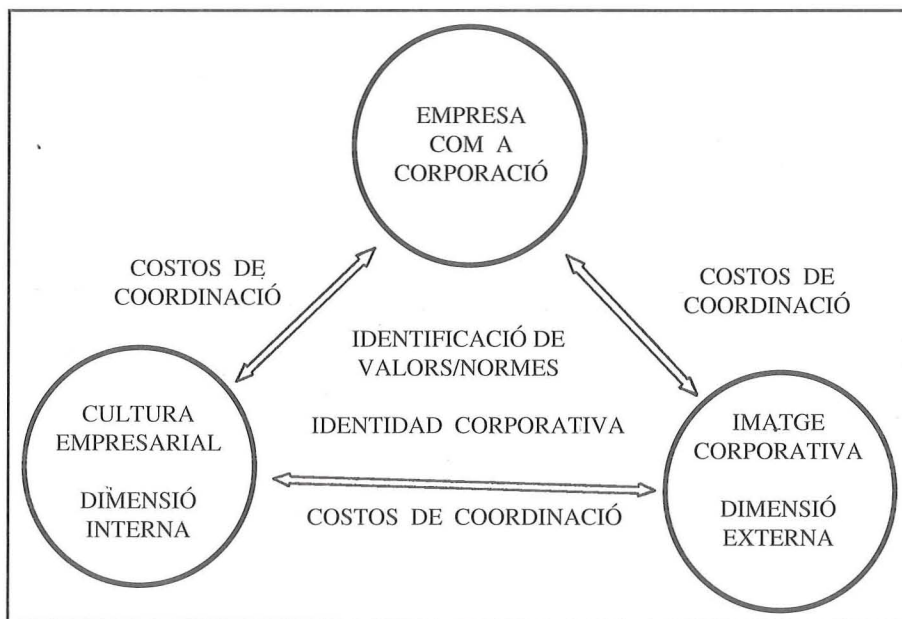 EMPRESA
COM A
CORPORACIÓ
COSTOS DE
COORDINACIÓ
COSTOS DE
COORDINACIÓ
IDENTIFICACIÓ DE
VALORS/NORMES
IDENTIDAD CORPORATIVA
CULTURA
EMPRESARIAL
DIMENSIÓ
INTERNA
IMATGE
CORPORATIVA
DIMENSIÓ
EXTERNA
COSTOS DE COORDINACIÓ